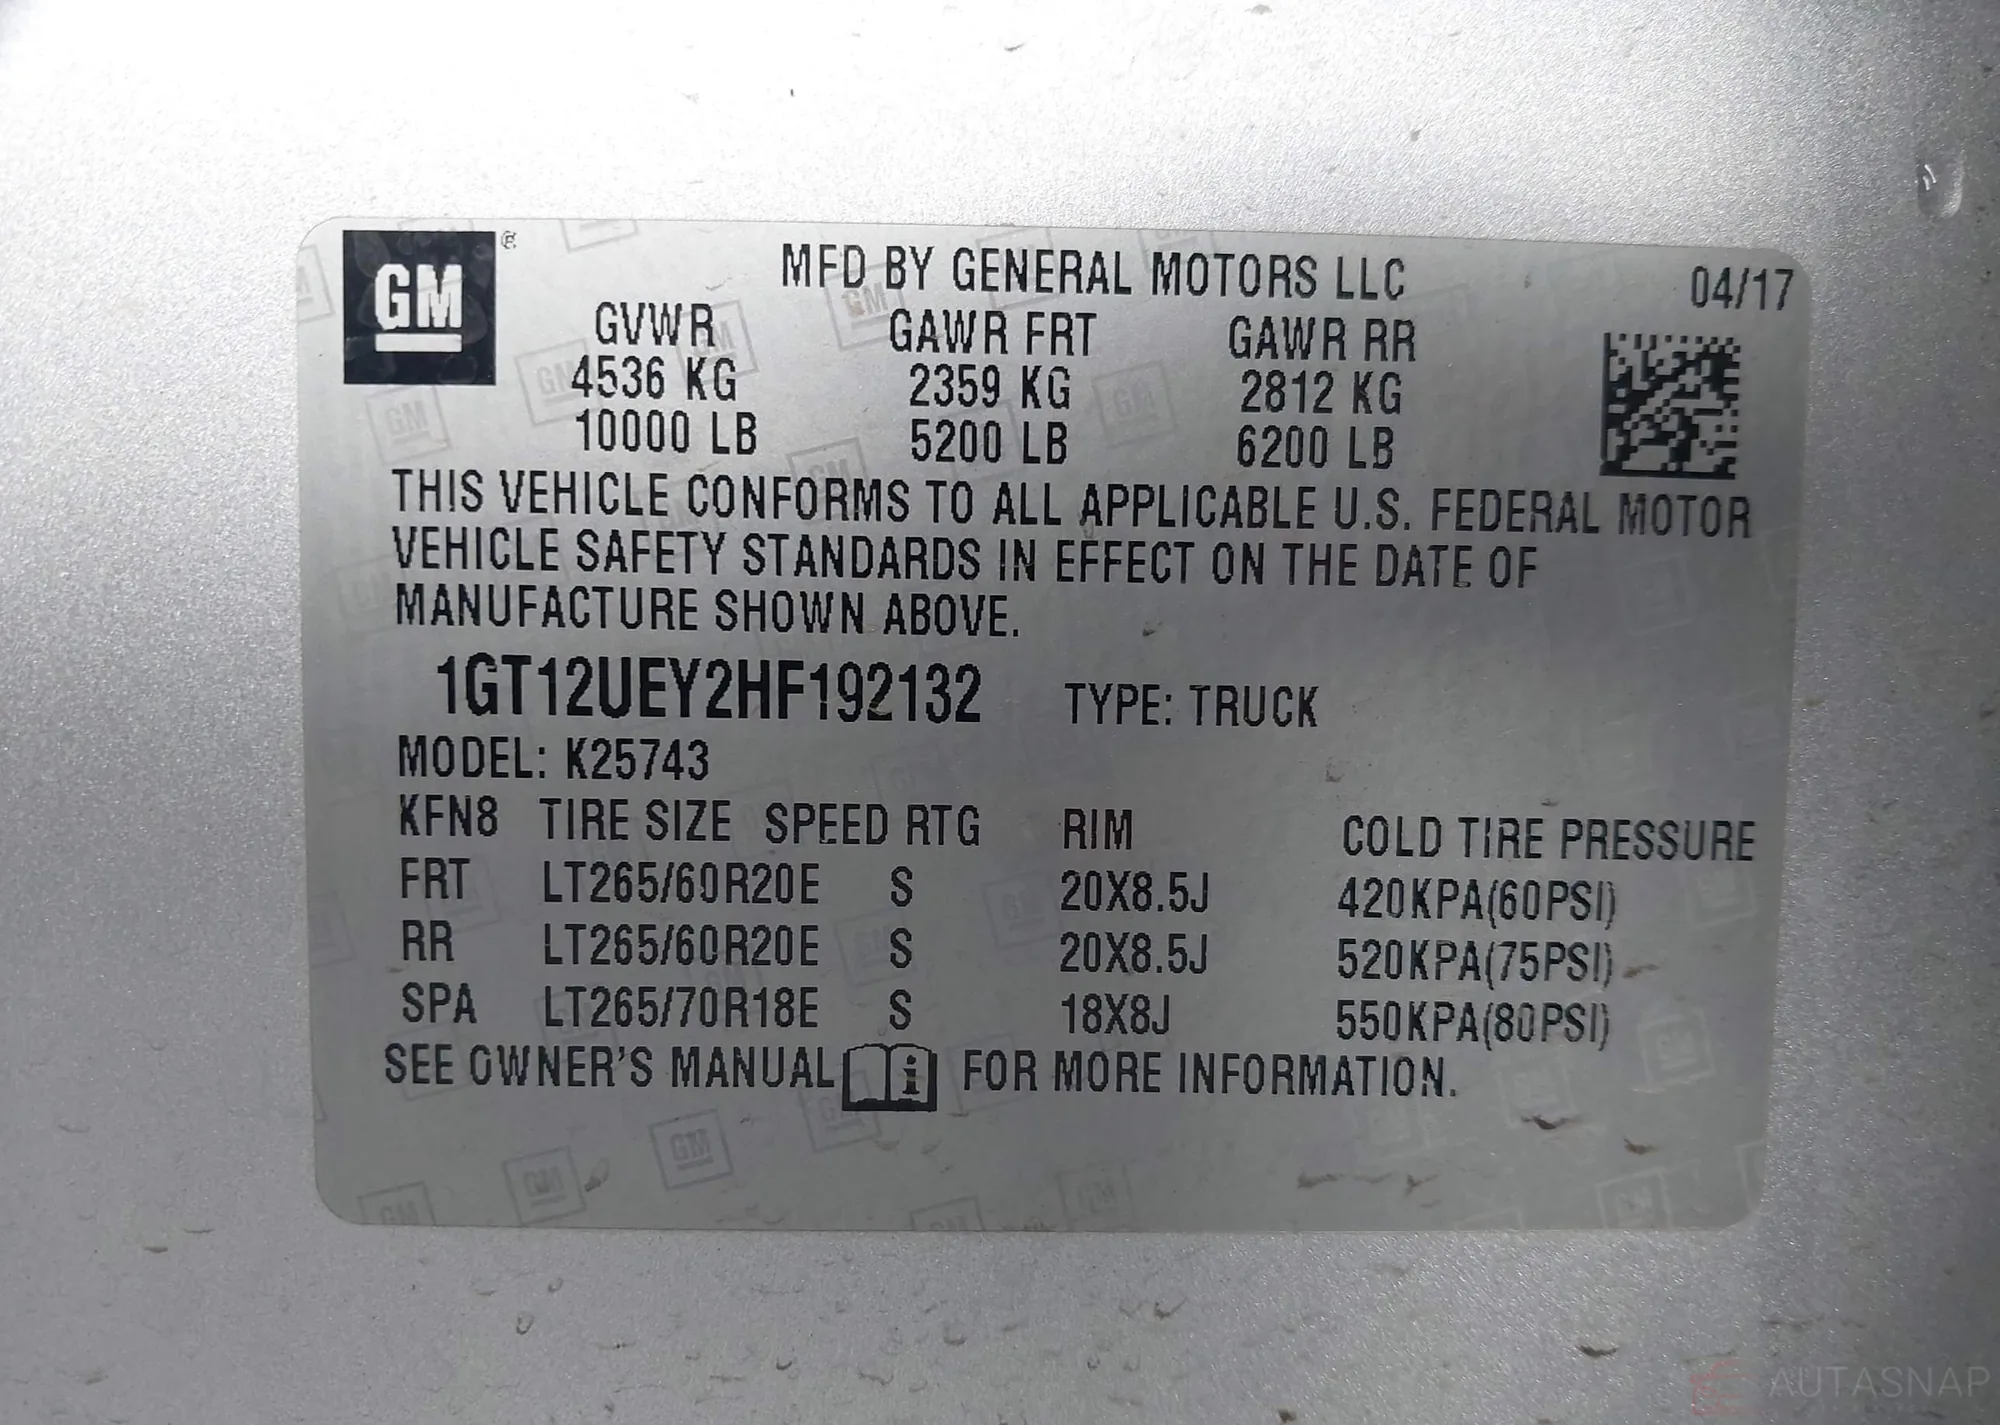 GM
MFD BY GENERAL MOTORS LLC 04/17
GVWR GAWR FRT GAWR RR
4536 KG 2359 KG 2812 KG
10000 LB 5200 LB 6200 LB
THIS VEHICLE CONFORMS TO ALL APPLICABLE U.S. FEDERAL MOTOR
VEHICLE SAFETY STANDARDS IN EFFECT ON THE DATE OF
MANUFACTURE SHOWN ABOVE.
1GT12UEY2HF192132 TYPE: TRUCK
MODEL: K25743
KFN8 TIRE SIZE SPEED RTG RIM COLD TIRE PRESSURE
FRT LT265/60R20E S 20X8.5J 420KPA(60PSI)
RR LT265/60R20E S 20X8.5J 520KPA(75PSI)
SPA LT265/70R18E S 18X8J 550KPA(80PSI)
SEE OWNER'S MANUAL i FOR MORE INFORMATION.
AUTASNAP